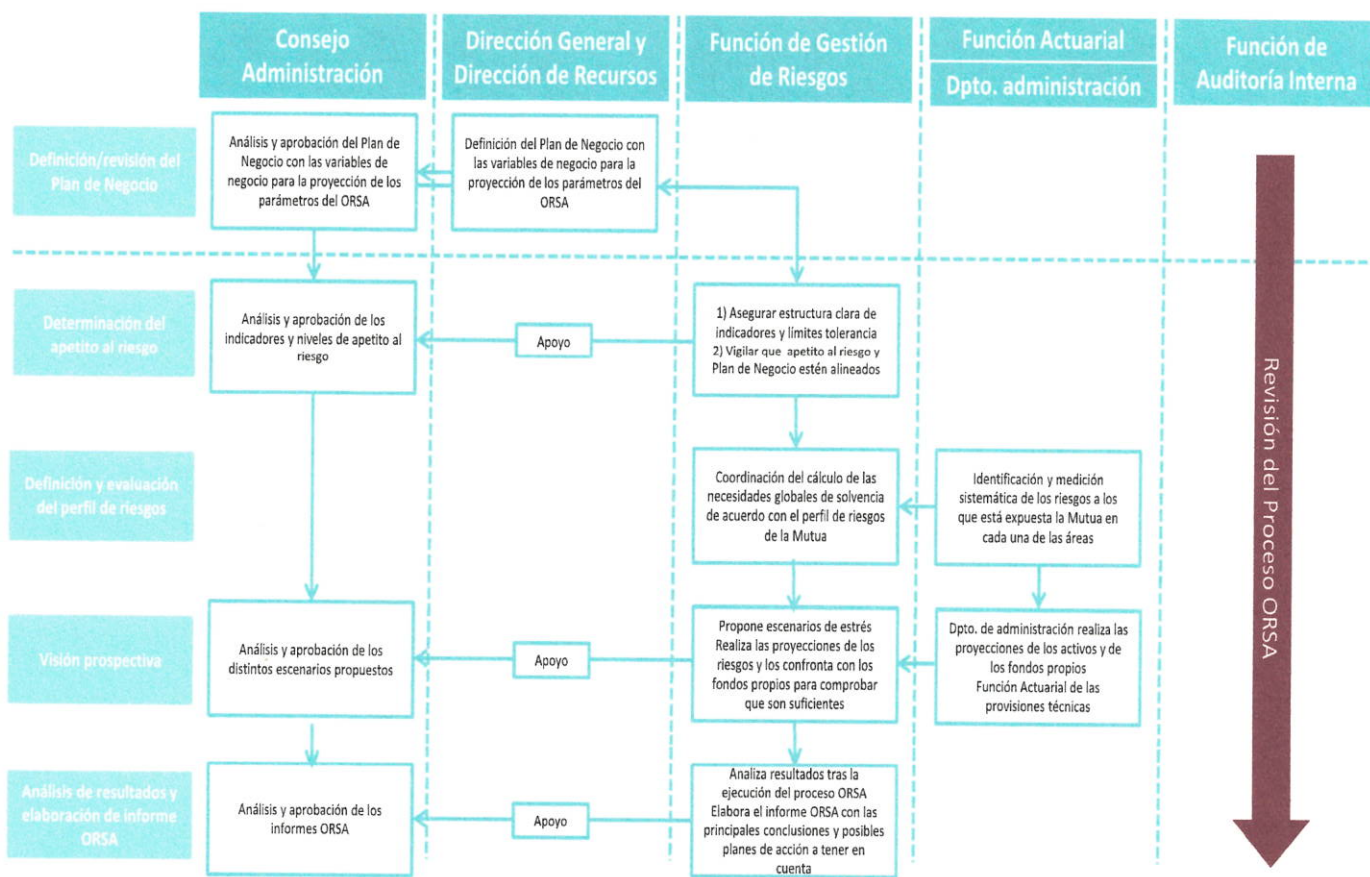 Consejo
Administración
Dirección General y
Dirección de Recursos
Función de Gestión
de Riesgos
Función Actuarial
Dpto. administración
Función de
Auditoría Interna
Definición/revisión del
Plan de Negocio
Análisis y aprobación del Plan de
Negocio con las variables de
negocio para la proyección de los
parámetros del ORSA
Definición del Plan de Negocio con
las variables de negocio para la
proyección de los parámetros del
ORSA
Determinación del
apetito al riesgo
Análisis y aprobación de los
indicadores y niveles de apetito al
riesgo
Apoyo
1) Asegurar estructura clara de
indicadores y límites tolerancia
2) Vigilar que apetito al riesgo y
Plan de Negocio estén alineados
Definición y evaluación
del perfil de riesgos
Coordinación del cálculo de las
necesidades globales de solvencia
de acuerdo con el perfil de riesgos
de la Mutua
Identificación y medición
sistemática de los riesgos a los
que está expuesta la Mutua en
cada una de las áreas
Visión prospectiva
Análisis y aprobación de los
distintos escenarios propuestos
Apoyo
Propone escenarios de estrés
Realiza las proyecciones de los
riesgos y los confronta con los
fondos propios para comprobar
que son suficientes
Dpto. de administración realiza las
proyecciones de los activos y de
los fondos propios
Función Actuarial de las
provisiones técnicas
Análisis de resultados y
elaboración de informe
ORSA
Análisis y aprobación de los
informes ORSA
Apoyo
Analiza resultados tras la
ejecución del proceso ORSA
Elabora el informe ORSA con las
principales conclusiones y posibles
planes de acción a tener en
cuenta
Revisión del Proceso ORSA